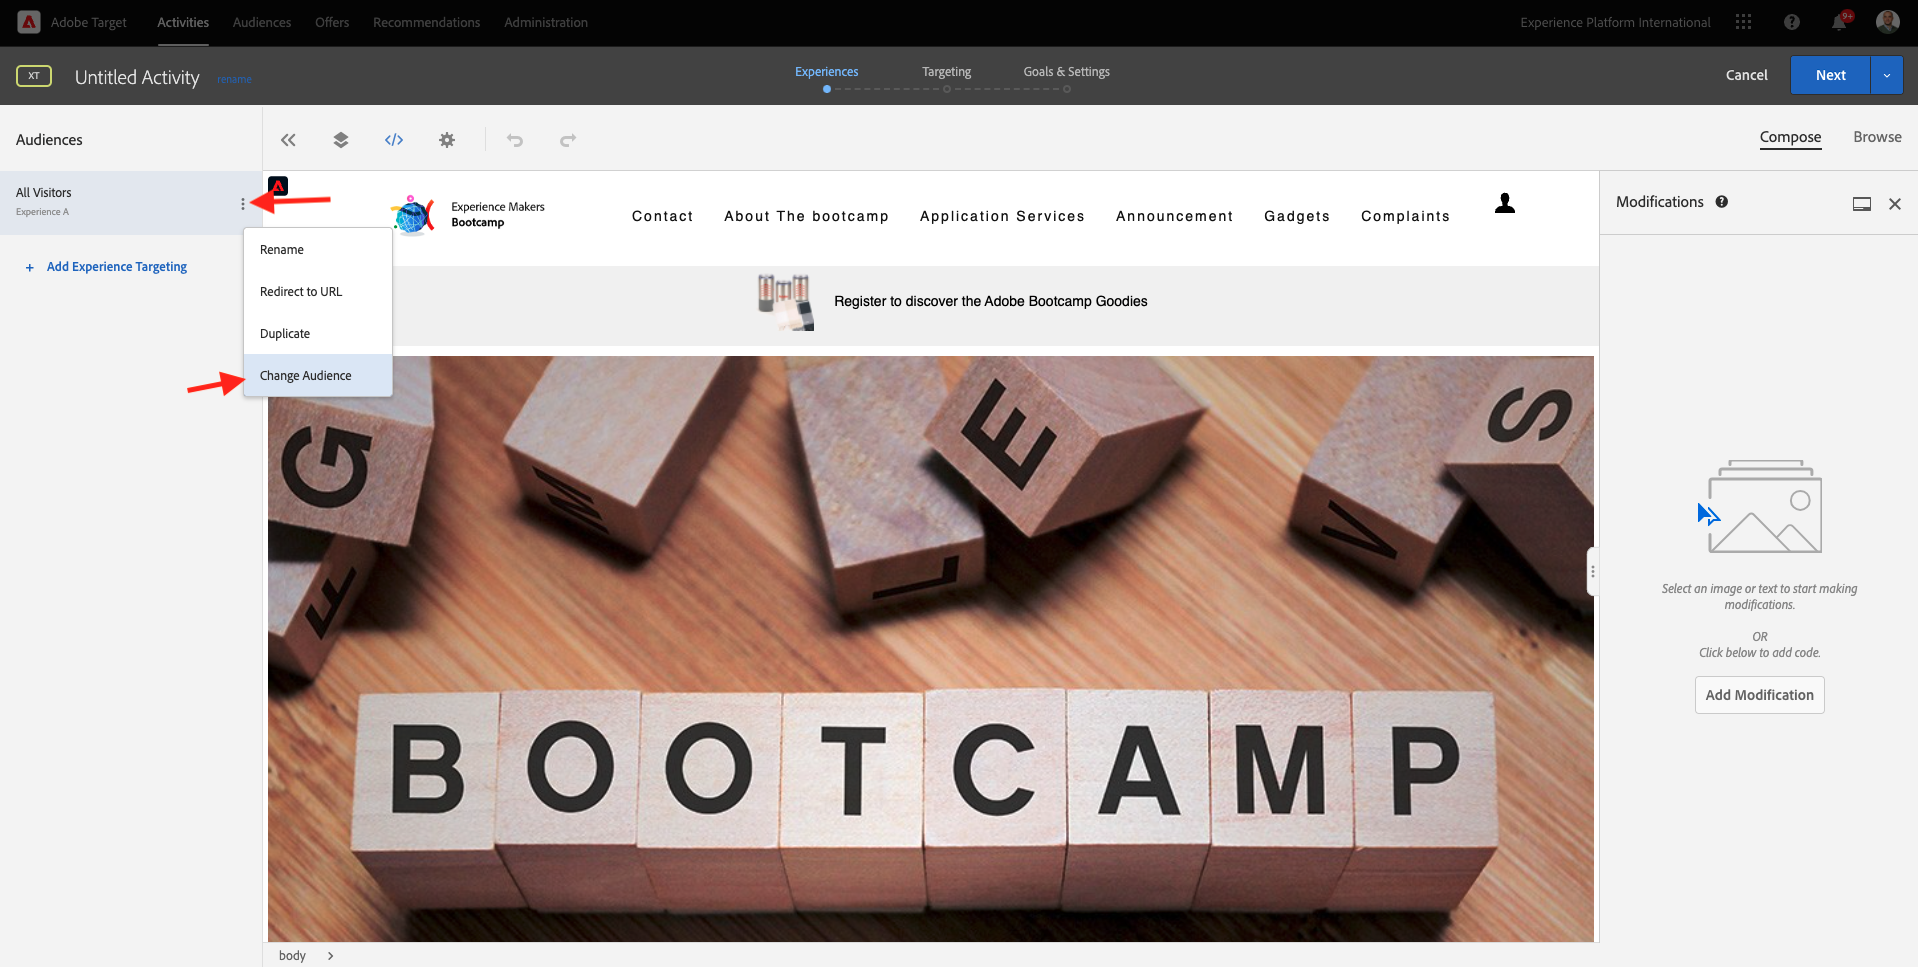 Adobe Target
Activities
Audiences
Offers
Recommendations
Administration
Experience Platform International
9+
XT
Untitled Activity
rename
Experiences
Targeting
Goals & Settings
Cancel
Next
Audiences
Compose
Browse
All Visitors
Experience A
+ Add Experience Targeting
Rename
Redirect to URL
Duplicate
Change Audience
Experience Makers
Bootcamp
Contact
About The bootcamp
Application Services
Announcement
Gadgets
Complaints
Register to discover the Adobe Bootcamp Goodies
G
M
E
L
V
S
F
BOOTCAMP
Modifications
Select an image or text to start making
modifications.
OR
Click below to add code.
Add Modification
body